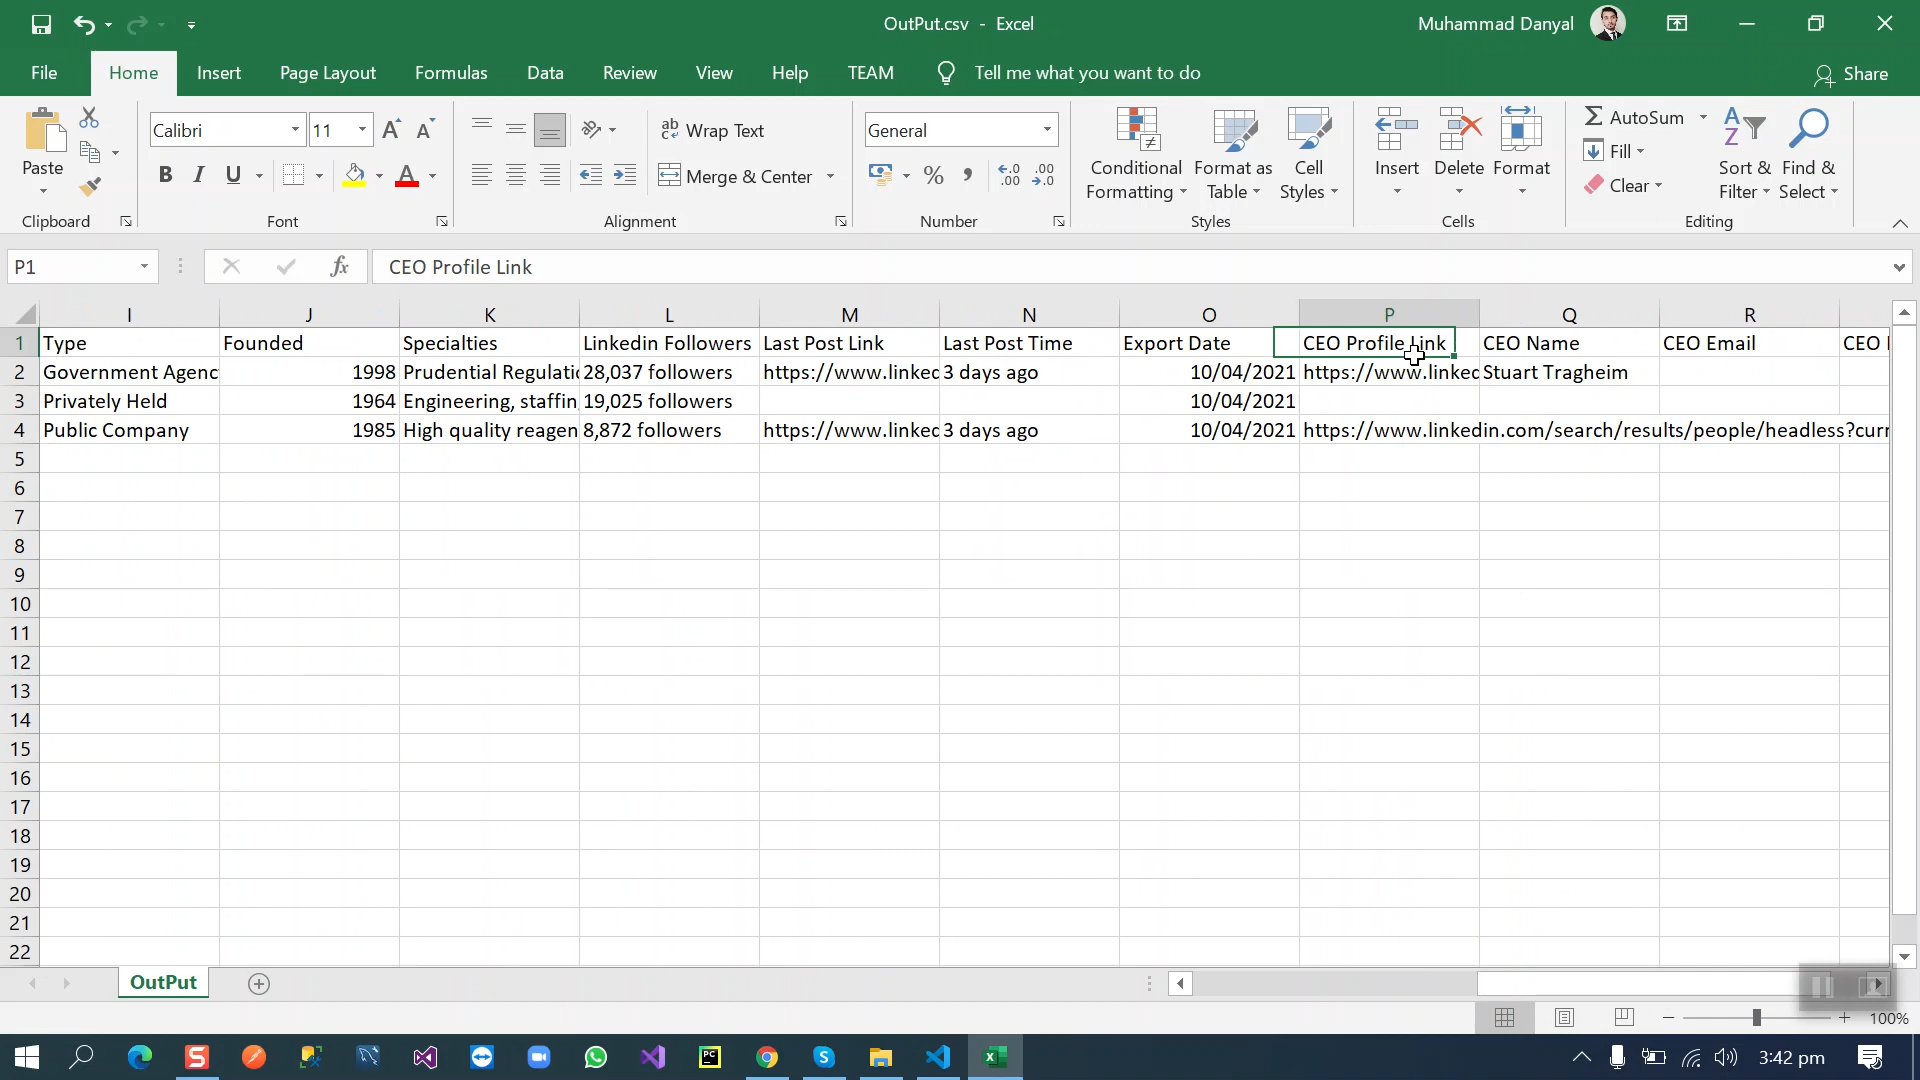 OutPut.csv - Excel
Muhammad Danyal
File Home Insert Page Layout Formulas Data Review View Help TEAM Tell me what you want to do Share
Paste
Clipboard
Calibri 11
B I U
Font
Wrap Text
Merge & Center
Alignment
General
Number
Conditional Formatting
Format as Table
Cell Styles
Styles
Insert Delete Format
Cells
AutoSum
Fill
Clear
Sort & Filter
Find & Select
Editing
P1 fx CEO Profile Link
I J K L M N O P Q R
1 Type Founded Specialties Linkedin Followers Last Post Link Last Post Time Export Date CEO Profile Link CEO Name CEO Email CEO
2 Government Agenc 1998 Prudential Regulati 28,037 followers https://www.linked 3 days ago 10/04/2021 https://www.linked Stuart Tragheim
3 Privately Held 1964 Engineering, staffin 19,025 followers 10/04/2021
4 Public Company 1985 High quality reagen 8,872 followers https://www.linked 3 days ago 10/04/2021 https://www.linkedin.com/search/results/people/headless?curr
5
6
7
8
9
10
11
12
13
14
15
16
17
18
19
20
21
22
OutPut
100%
3:42 pm